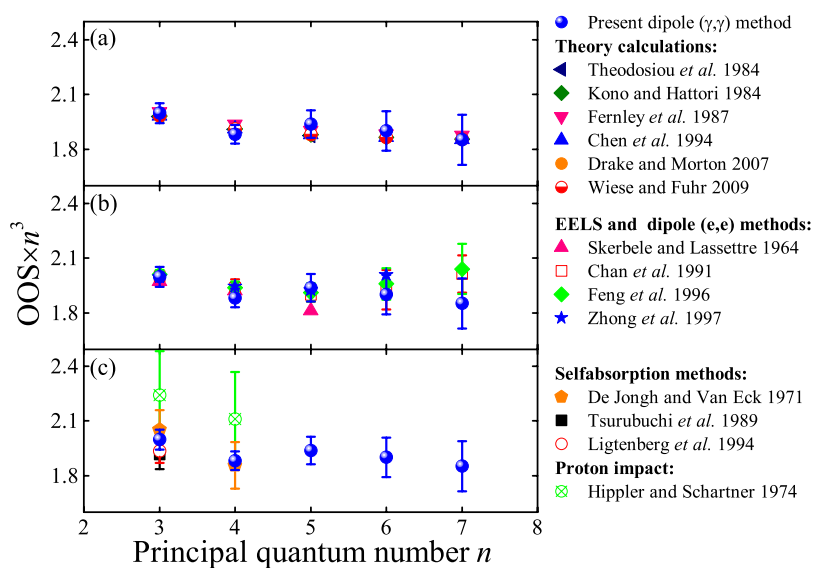 (a)
2.4
2.1
1.8
(b)
2.4
2.1
1.8
(c)
2.4
2.1
1.8
2 3 4 5 6 7 8
OOS×n³
Principal quantum number n
Present dipole (γ,γ) method
Theory calculations:
Theodosiou et al. 1984
Kono and Hattori 1984
Fernley et al. 1987
Chen et al. 1994
Drake and Morton 2007
Wiese and Fuhr 2009
EELS and dipole (e,e) methods:
Skerbele and Lassettre 1964
Chan et al. 1991
Feng et al. 1996
Zhong et al. 1997
Selfabsorption methods:
De Jongh and Van Eck 1971
Tsurubuchi et al. 1989
Ligtenberg et al. 1994
Proton impact:
Hippler and Schartner 1974